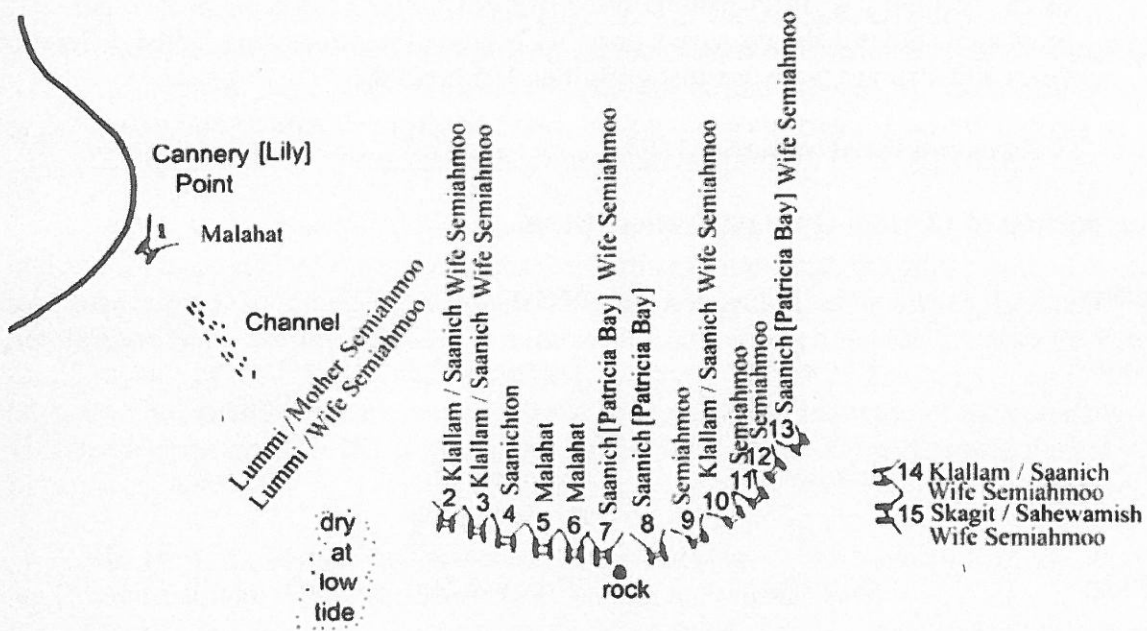 Cannery [Lily]
Point
1
Malahat
Channel
Lummi /Mother Semiahmoo
Lummi /Wife Semiahmoo
2 Klallam / Saanich Wife Semiahmoo
3 Klallam / Saanich Wife Semiahmoo
4 Saanichton
5 Malahat
6 Malahat
7 Saanich [Patricia Bay] Wife Semiahmoo
8 Saanich [Patricia Bay]
9 Semiahmoo
10 Klallam / Saanich Wife Semiahmoo
11 Semiahmoo
12 Semiahmoo
13 Saanich [Patricia Bay] Wife Semiahmoo
14 Klallam / Saanich
Wife Semiahmoo
15 Skagit / Sahewamish
Wife Semiahmoo
dry
at
low
tide
rock